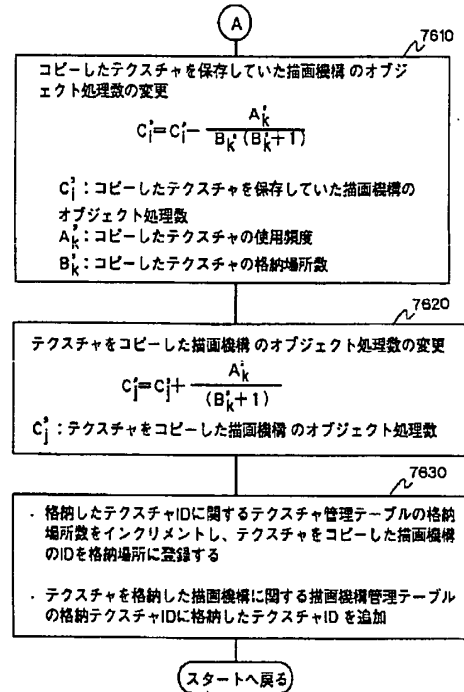 A
7610
コピーしたテクスチャを保存していた描画機構のオブジ
ェクト処理数の変更
C'i=C'i- A'k / B'k(B'k+1)
C'i：コピーしたテクスチャを保存していた描画機構の
オブジェクト処理数
A'k：コピーしたテクスチャの使用頻度
B'k：コピーしたテクスチャの格納場所数
7620
テクスチャをコピーした描画機構のオブジェクト処理数の変更
C'j=C'j+ A'k / (B'k+1)
C'j：テクスチャをコピーした描画機構のオブジェクト処理数
7630
・ 格納したテクスチャIDに関するテクスチャ管理テーブルの格納
場所数をインクリメントし、テクスチャをコピーした描画機構
のIDを格納場所に登録する
・ テクスチャを格納した描画機構に関する描画機構管理テーブル
の格納テクスチャIDに格納したテクスチャIDを追加
スタートへ戻る